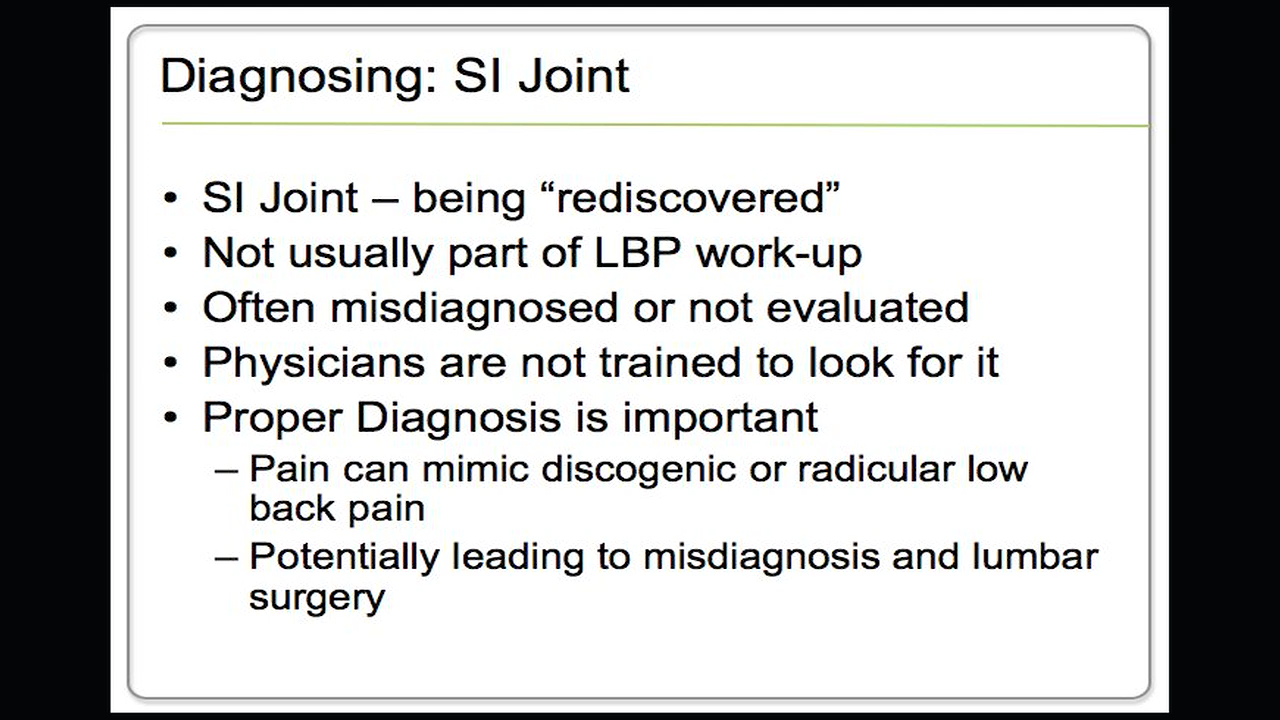 Diagnosing: SI Joint
• SI Joint – being “rediscovered”
• Not usually part of LBP work-up
• Often misdiagnosed or not evaluated
• Physicians are not trained to look for it
• Proper Diagnosis is important
– Pain can mimic discogenic or radicular low
back pain
– Potentially leading to misdiagnosis and lumbar
surgery